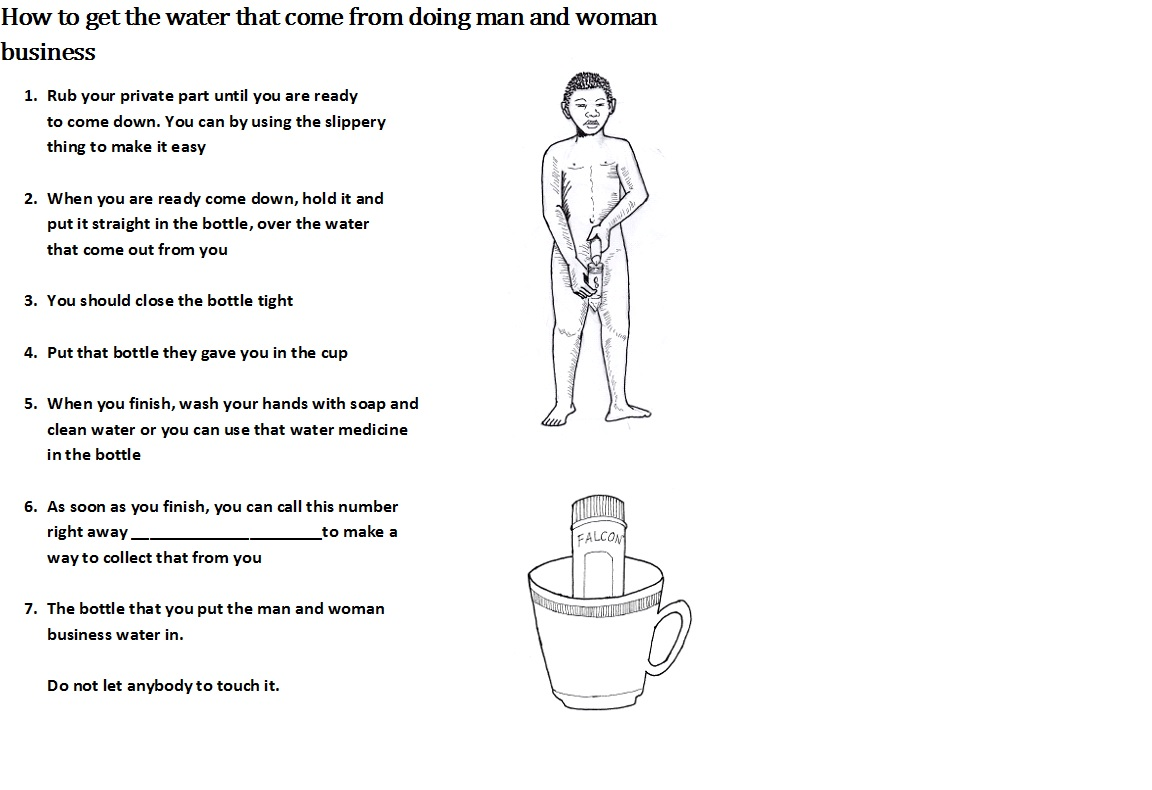 How to get the water that come from doing man and woman
business
1. Rub your private part until you are ready
to come down. You can by using the slippery
thing to make it easy
2. When you are ready come down, hold it and
put it straight in the bottle, over the water
that come out from you
3. You should close the bottle tight
4. Put that bottle they gave you in the cup
5. When you finish, wash your hands with soap and
clean water or you can use that water medicine
in the bottle
6. As soon as you finish, you can call this number
right away _____________________to make a
way to collect that from you
7. The bottle that you put the man and woman
business water in.
Do not let anybody to touch it.
FALCON